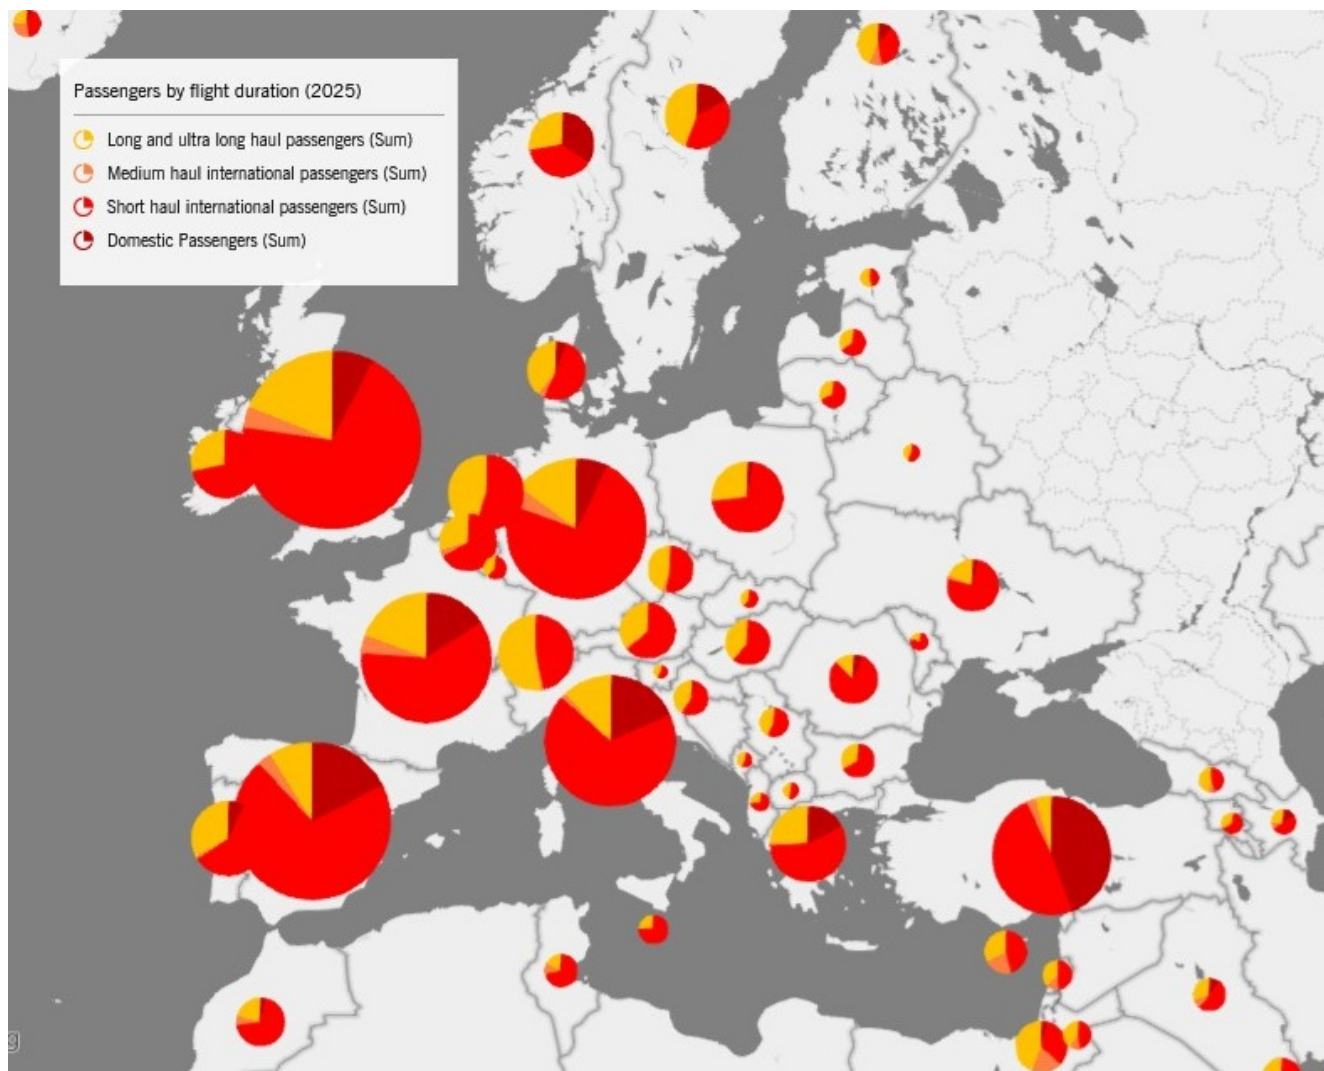 Passengers by flight duration (2025)
Long and ultra long haul passengers (Sum)
Medium haul international passengers (Sum)
Short haul international passengers (Sum)
Domestic Passengers (Sum)